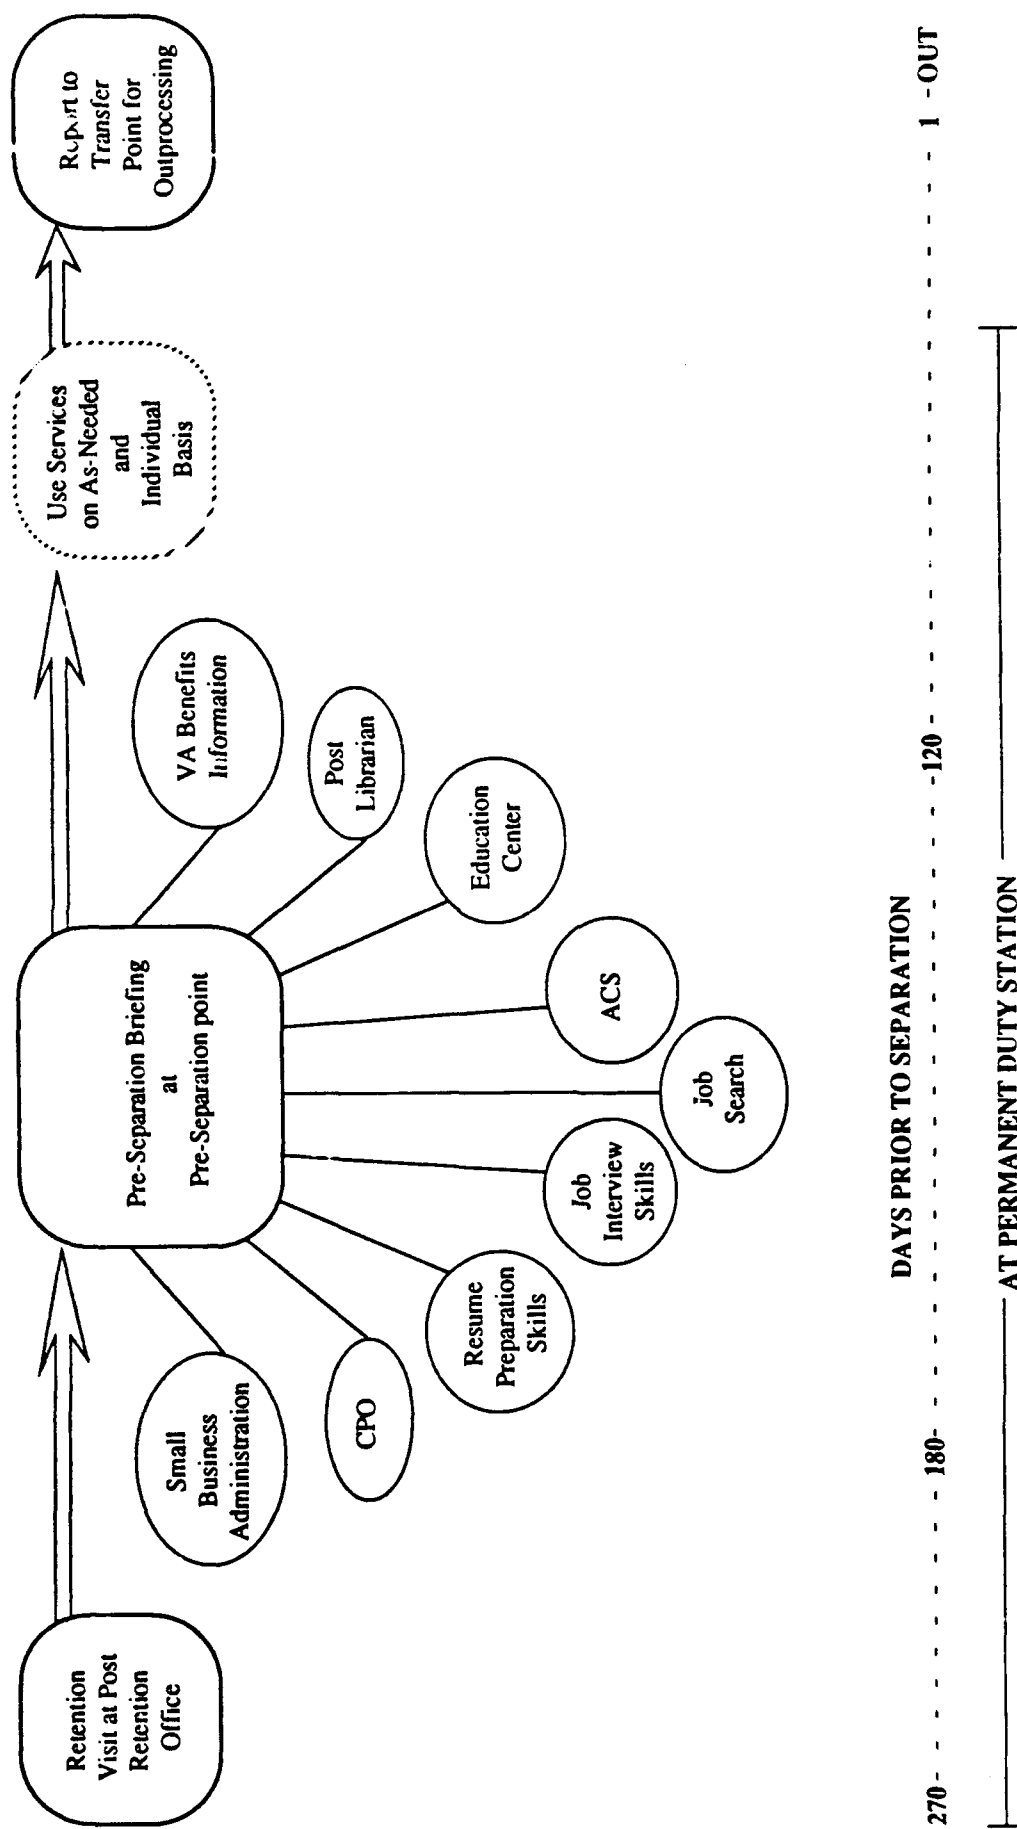 Retention
Visit at Post
Retention
Office
Pre-Separation Briefing
at
Pre-Separation point
Use Services
on As-Needed
and
Individual
Basis
Report to
Transfer
Point for
Outprocessing
Small
Business
Administration
CPO
Resume
Preparation
Skills
Job
Interview
Skills
Job
Search
ACS
Education
Center
Post
Librarian
VA Benefits
Information
DAYS PRIOR TO SEPARATION
270 - - - - - - - - - - 180- - - - - - - - - - - - - - - - - -120 - - - - - - - - - - - - - - - - 1 - OUT
AT PERMANENT DUTY STATION